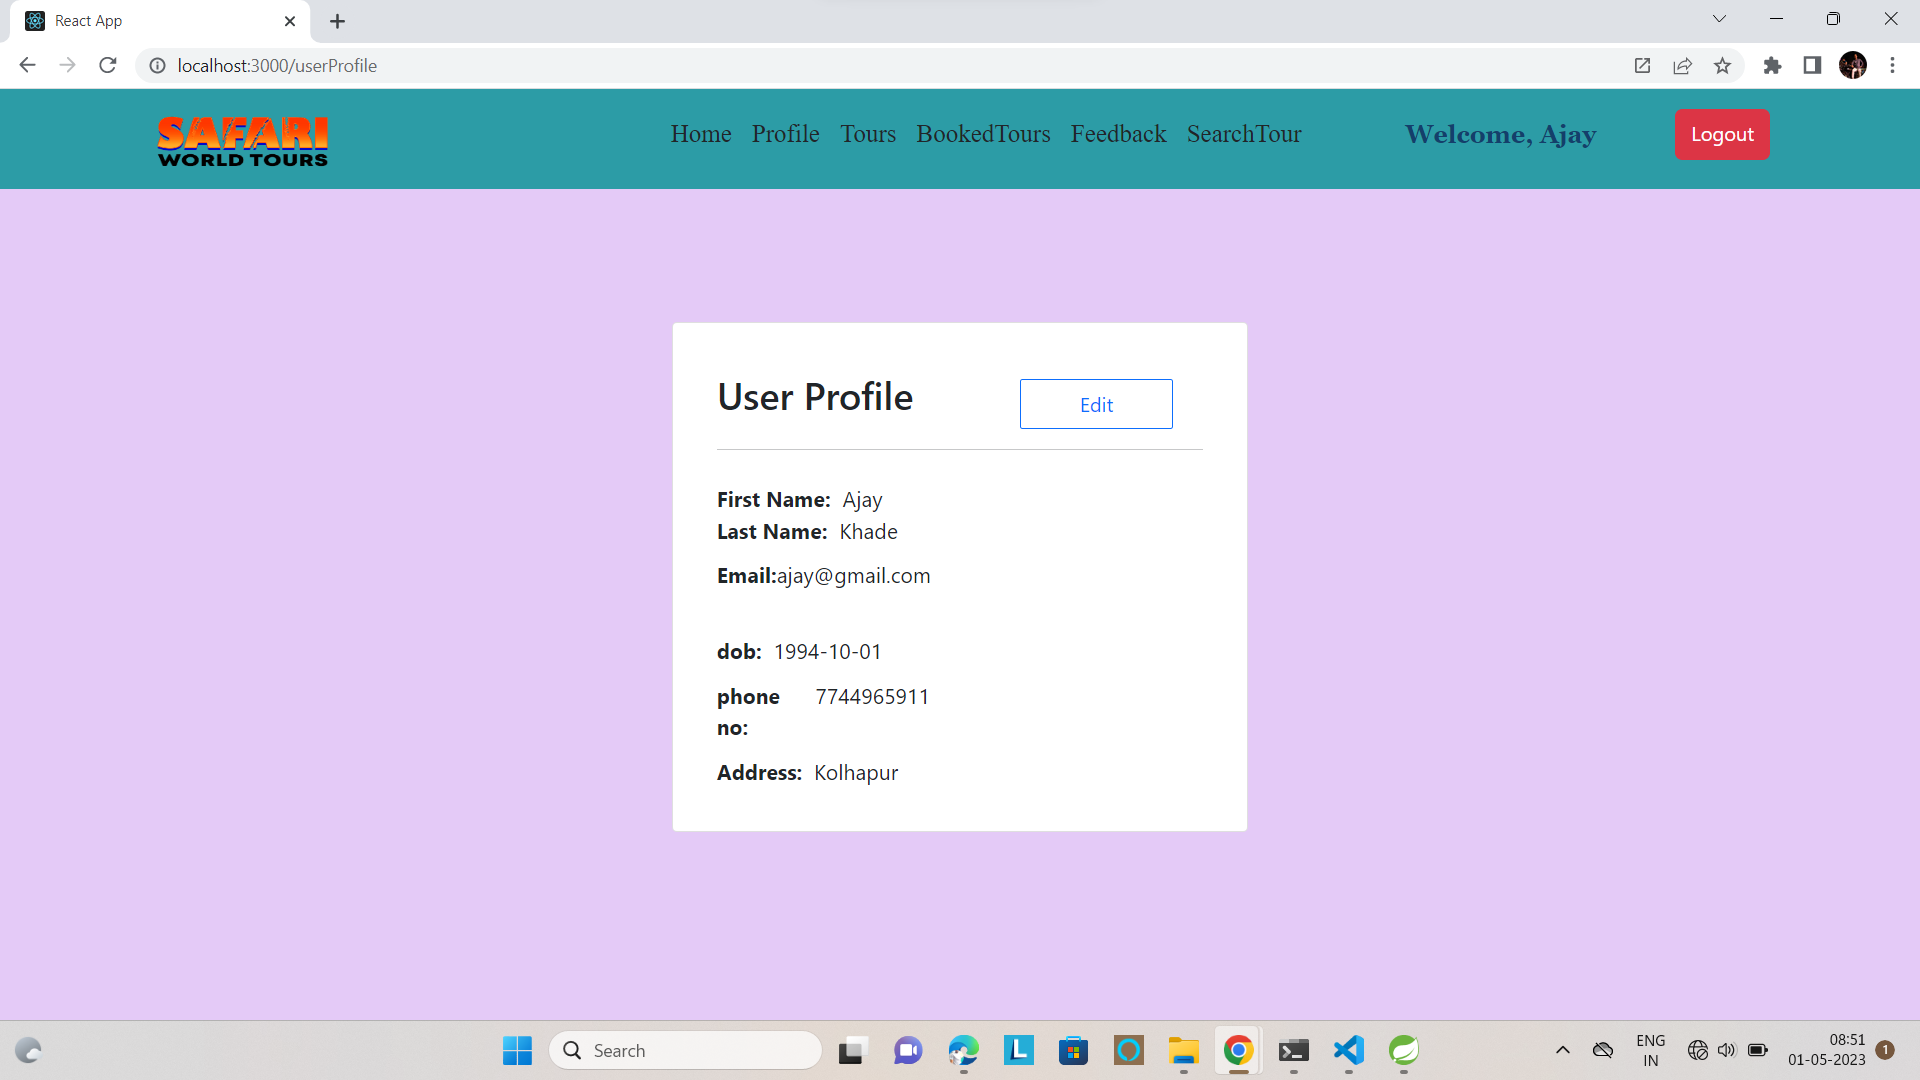 React App
localhost:3000/userProfile
SAFARI
WORLD TOURS
Home Profile Tours BookedTours Feedback SearchTour
Welcome, Ajay
Logout
User Profile
Edit
First Name: Ajay
Last Name: Khade
Email:ajay@gmail.com
dob: 1994-10-01
phone no: 7744965911
Address: Kolhapur
Search
L
ENG
IN
08:51
01-05-2023
1